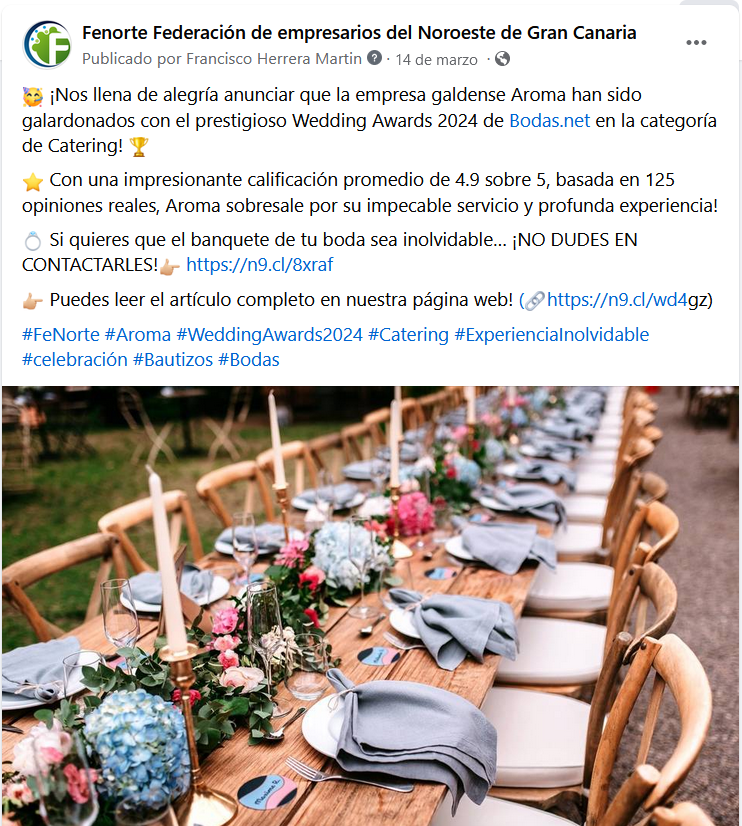 Fenorte Federación de empresarios del Noroeste de Gran Canaria
Publicado por Francisco Herrera Martin · 14 de marzo ·
🥳 ¡Nos llena de alegría anunciar que la empresa galdense Aroma han sido
galardonados con el prestigioso Wedding Awards 2024 de Bodas.net en la categoría
de Catering! 🏆
⭐ Con una impresionante calificación promedio de 4.9 sobre 5, basada en 125
opiniones reales, Aroma sobresale por su impecable servicio y profunda experiencia!
💍 Si quieres que el banquete de tu boda sea inolvidable... ¡NO DUDES EN
CONTACTARLES!👉🏼 https://n9.cl/8xraf
👉🏼 Puedes leer el artículo completo en nuestra página web! (🔗https://n9.cl/wd4gz)
#FeNorte #Aroma #WeddingAwards2024 #Catering #ExperienciaInolvidable
#celebración #Bautizos #Bodas